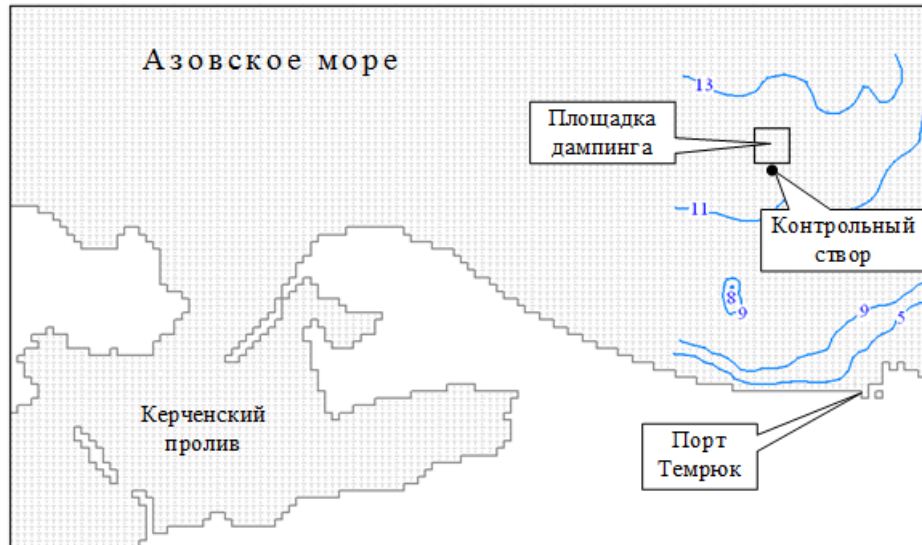 Азовское море
13
Площадка
дампинга
11
Контрольный
створ
8
9
9
5
Керченский
пролив
Порт
Темрюк